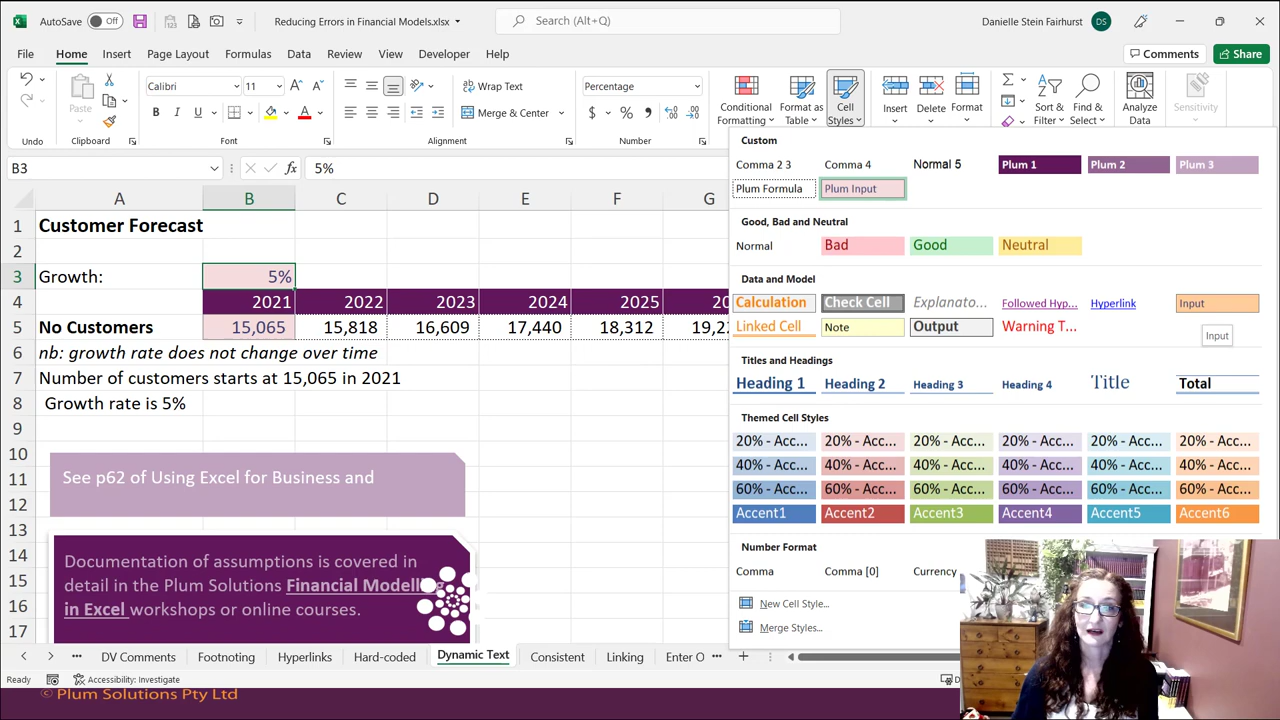 AutoSave Off
Reducing Errors in Financial Models.xlsx
Search (Alt+Q)
Danielle Stein Fairhurst DS
File Home Insert Page Layout Formulas Data Review View Developer Help
Comments Share
Paste
Calibri 11
Wrap Text
Merge & Center
Percentage
Conditional Formatting
Format as Table
Cell Styles
Insert
Delete
Format
Sort & Filter
Find & Select
Analyze Data
Sensitivity
Undo Clipboard Font Alignment Number
B3 fx 5%
A B C D E F G
1 Customer Forecast
2
3 Growth: 5%
4 2021 2022 2023 2024 2025 20
5 No Customers 15,065 15,818 16,609 17,440 18,312 19,2
6 nb: growth rate does not change over time
7 Number of customers starts at 15,065 in 2021
8 Growth rate is 5%
9
10
11 See p62 of Using Excel for Business and
12
13
14 Documentation of assumptions is covered in
15 detail in the Plum Solutions Financial Modell
16 in Excel workshops or online courses.
17
Custom
Comma 2 3 Comma 4 Normal 5 Plum 1 Plum 2 Plum 3
Plum Formula Plum Input
Good, Bad and Neutral
Normal Bad Good Neutral
Data and Model
Calculation Check Cell Explanato... Followed Hyp... Hyperlink Input
Linked Cell Note Output Warning T...
Input
Titles and Headings
Heading 1 Heading 2 Heading 3 Heading 4 Title Total
Themed Cell Styles
20% - Acc... 20% - Acc... 20% - Acc... 20% - Acc... 20% - Acc... 20% - Acc...
40% - Acc... 40% - Acc... 40% - Acc... 40% - Acc... 40% - Acc... 40% - Acc...
60% - Acc... 60% - Acc... 60% - Acc... 60% - Acc... 60% - Acc... 60% - Acc...
Accent1 Accent2 Accent3 Accent4 Accent5 Accent6
Number Format
Comma Comma [0] Currency
New Cell Style...
Merge Styles...
DV Comments Footnoting Hyperlinks Hard-coded Dynamic Text Consistent Linking Enter O
Ready Accessibility: Investigate
© Plum Solutions Pty Ltd